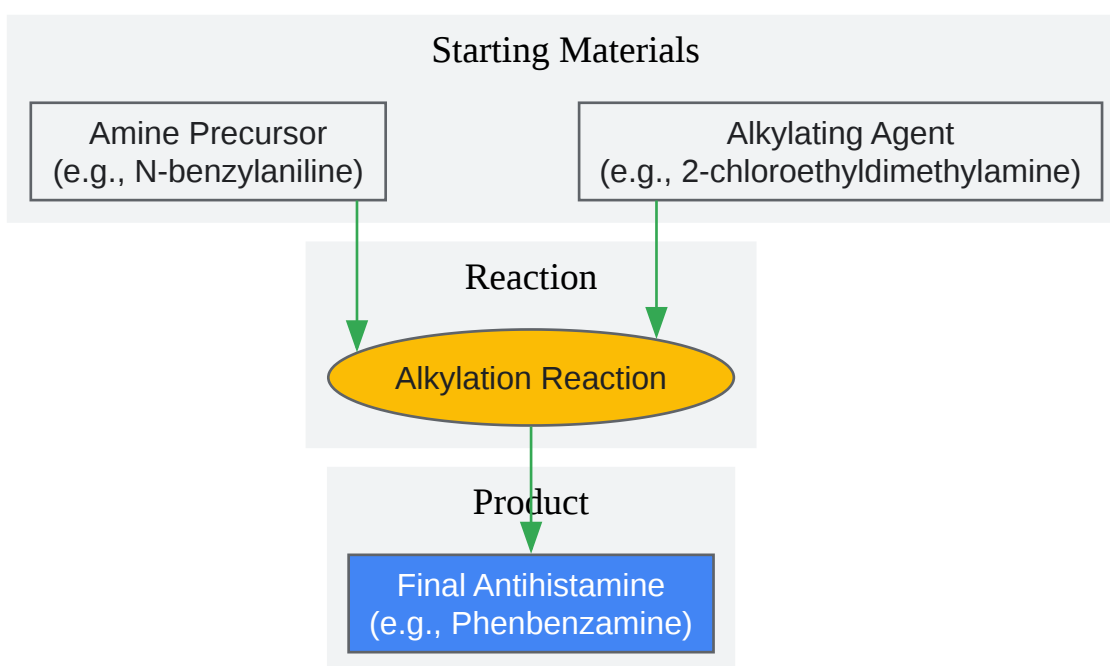 Starting Materials
Amine Precursor
(e.g., N-benzylaniline)
Alkylating Agent
(e.g., 2-chloroethyldimethylamine)
Reaction
Alkylation Reaction
Product
Final Antihistamine
(e.g., Phenbenzamine)